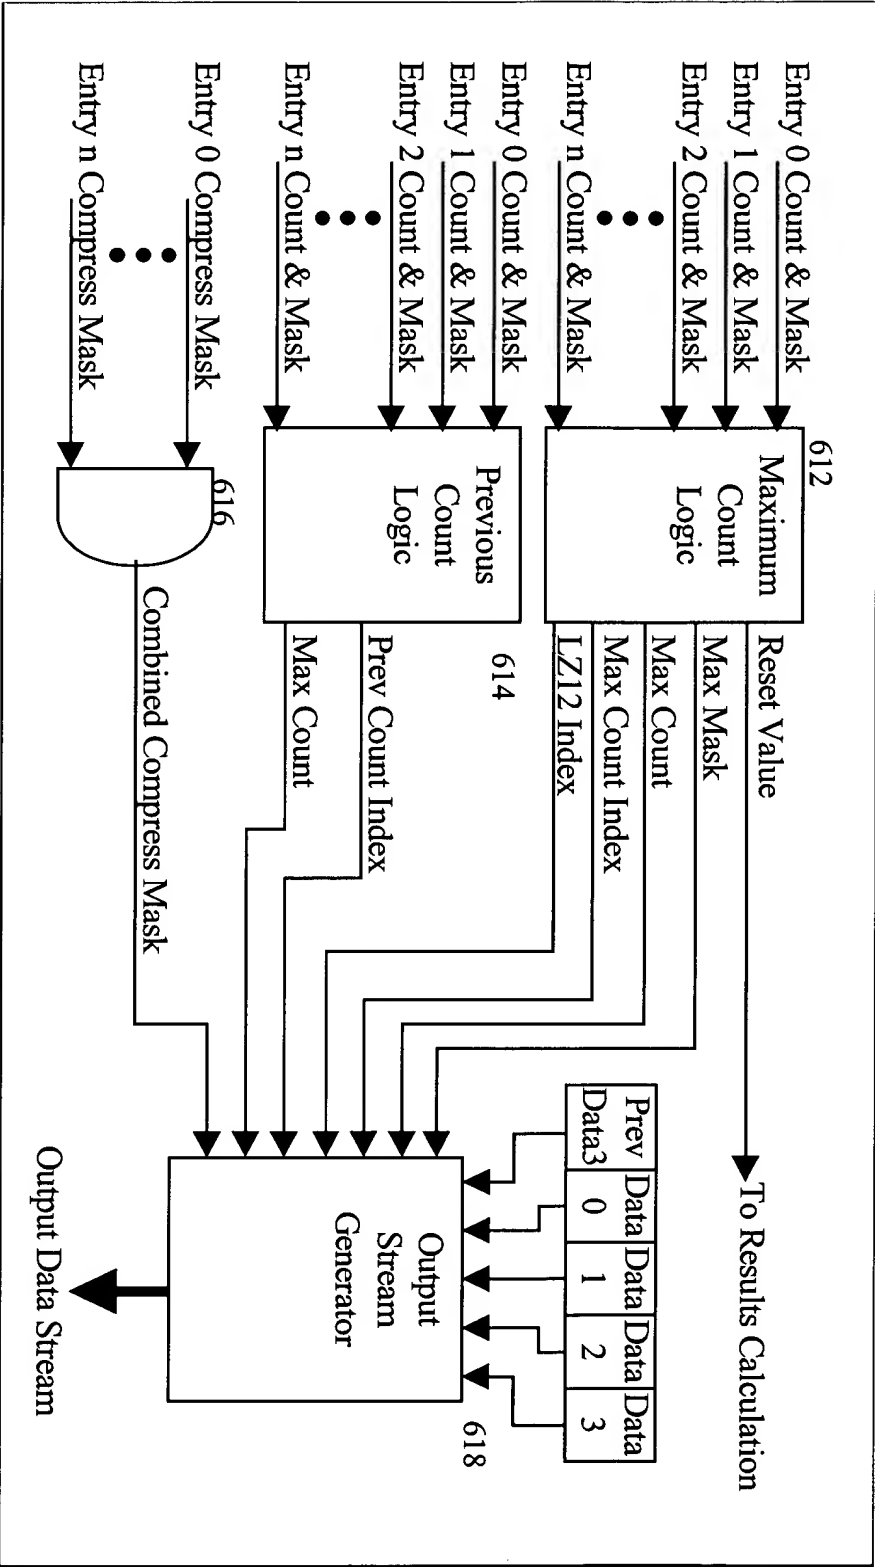 Entry 0 Count & Mask
Entry 1 Count & Mask
Entry 2 Count & Mask
Entry n Count & Mask
612
Maximum
Count
Logic
Reset Value
Max Mask
Max Count
Max Count Index
LZ12 Index
To Results Calculation
Entry 0 Count & Mask
Entry 1 Count & Mask
Entry 2 Count & Mask
Entry n Count & Mask
Previous
Count
Logic
614
Prev Count Index
Max Count
Entry 0 Compress Mask
Entry n Compress Mask
616
Combined Compress Mask
Prev Data Data Data Data
Data3 0 1 2 3
618
Output
Stream
Generator
Output Data Stream